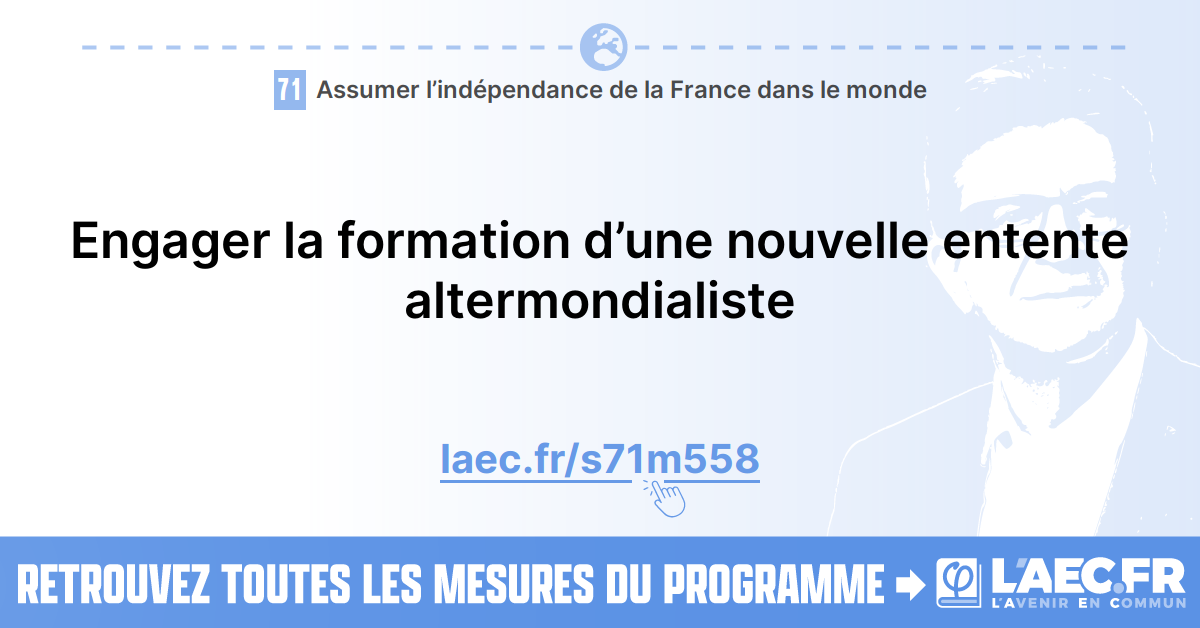 71 Assumer l’indépendance de la France dans le monde
Engager la formation d’une nouvelle entente
altermondialiste
laec.fr/s71m558
RETROUVEZ TOUTES LES MESURES DU PROGRAMME
φ L'AEC.FR
L'AVENIR EN COMMUN